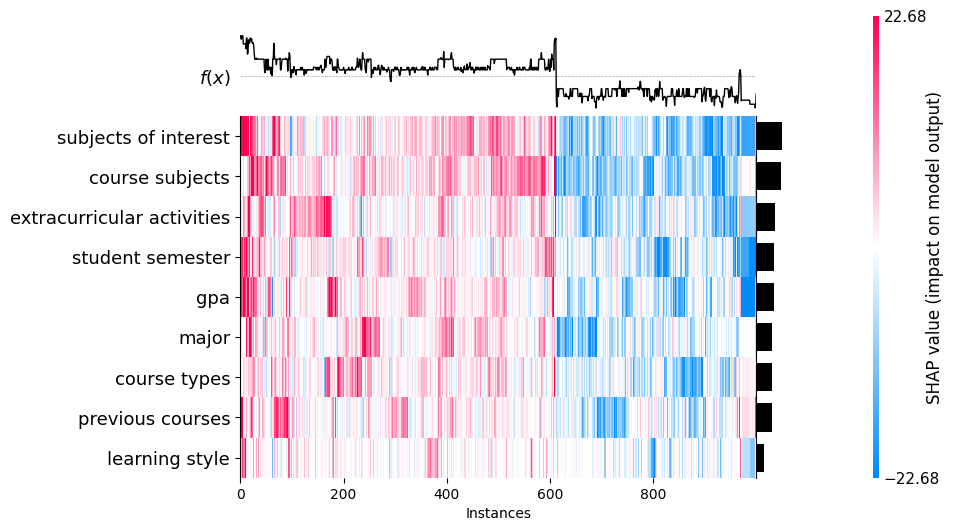 22.68
f(x)
subjects of interest
course subjects
extracurricular activities
student semester
gpa
major
course types
previous courses
learning style
SHAP value (impact on model output)
−22.68
0 200 400 600 800
Instances